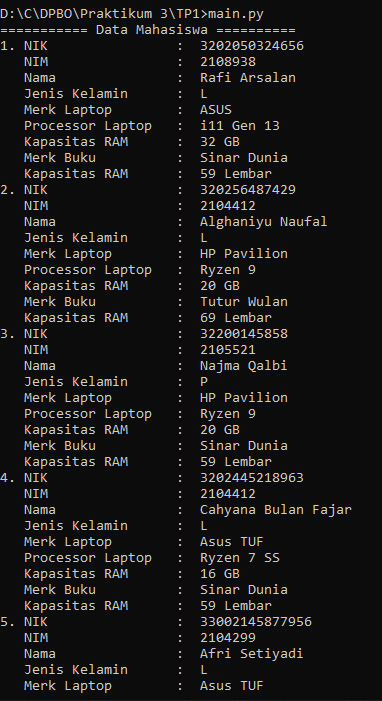 D:\C\DPBO\Praktikum 3\TP1>main.py
=========== Data Mahasiswa ==========
1. NIK : 3202050324656
NIM : 2108938
Nama : Rafi Arsalan
Jenis Kelamin : L
Merk Laptop : ASUS
Processor Laptop : i11 Gen 13
Kapasitas RAM : 32 GB
Merk Buku : Sinar Dunia
Kapasitas RAM : 59 Lembar
2. NIK : 320256487429
NIM : 2104412
Nama : Alghaniyu Naufal
Jenis Kelamin : L
Merk Laptop : HP Pavilion
Processor Laptop : Ryzen 9
Kapasitas RAM : 20 GB
Merk Buku : Tutur Wulan
Kapasitas RAM : 69 Lembar
3. NIK : 32200145858
NIM : 2105521
Nama : Najma Qalbi
Jenis Kelamin : P
Merk Laptop : HP Pavilion
Processor Laptop : Ryzen 9
Kapasitas RAM : 20 GB
Merk Buku : Sinar Dunia
Kapasitas RAM : 59 Lembar
4. NIK : 3202445218963
NIM : 2104412
Nama : Cahyana Bulan Fajar
Jenis Kelamin : L
Merk Laptop : Asus TUF
Processor Laptop : Ryzen 7 SS
Kapasitas RAM : 16 GB
Merk Buku : Sinar Dunia
Kapasitas RAM : 59 Lembar
5. NIK : 33002145877956
NIM : 2104299
Nama : Afri Setiyadi
Jenis Kelamin : L
Merk Laptop : Asus TUF